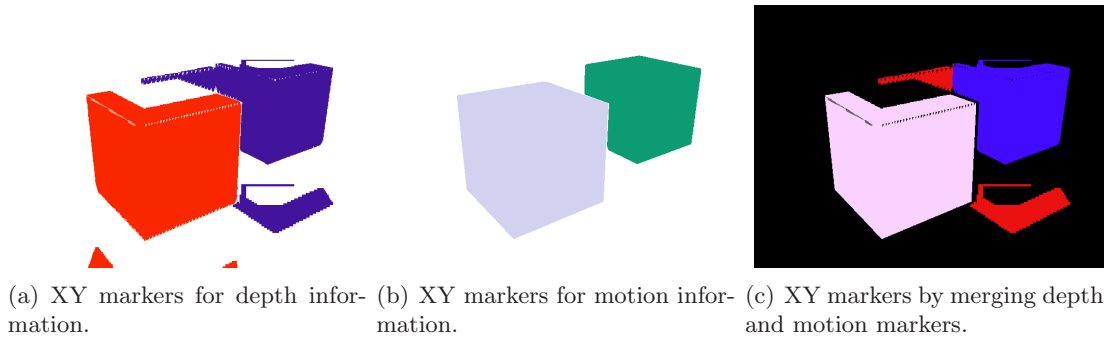 (a) XY markers for depth infor-
mation.
(b) XY markers for motion infor-
mation.
(c) XY markers by merging depth
and motion markers.